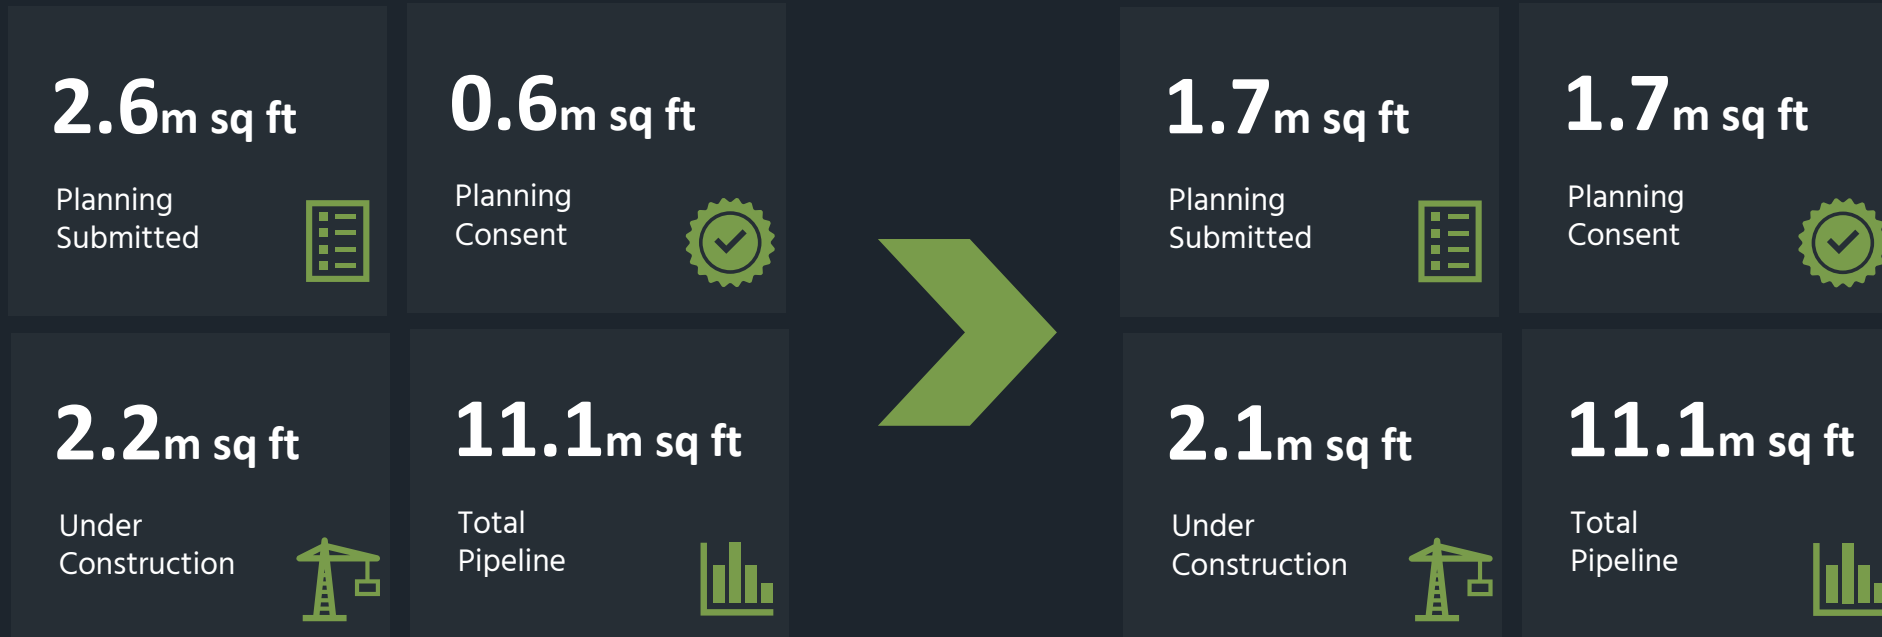 2.6m sq ft
Planning
Submitted
0.6m sq ft
Planning
Consent
2.2m sq ft
Under
Construction
11.1m sq ft
Total
Pipeline
1.7m sq ft
Planning
Submitted
1.7m sq ft
Planning
Consent
2.1m sq ft
Under
Construction
11.1m sq ft
Total
Pipeline